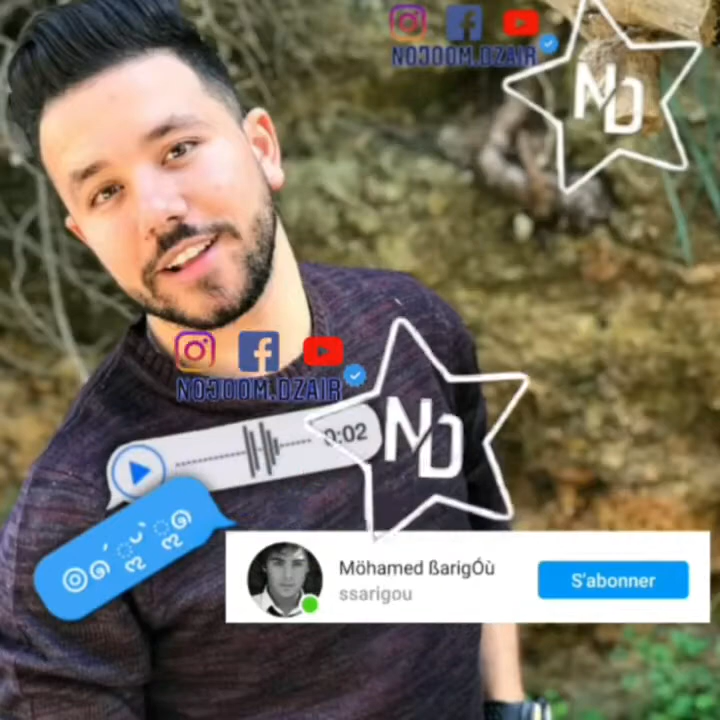 NOJOOM.DZAIR
ND
NOJOOM.DZAIR
0:02
ND
Möhamed ßarigÓù
ssarigou
S'abonner